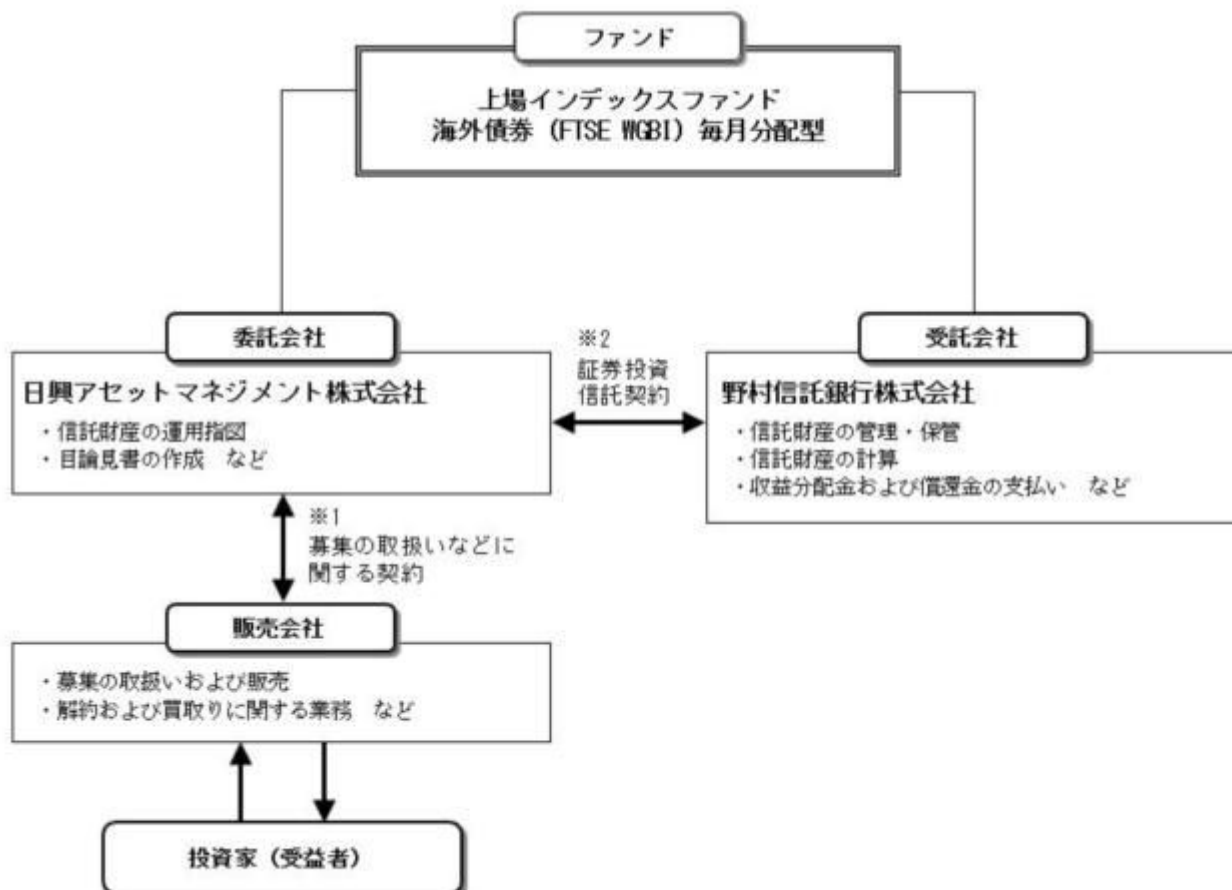 ファンド
上場インデックスファンド
海外債券（FTSE WGBI）毎月分配型
委託会社
日興アセットマネジメント株式会社
・信託財産の運用指図
・目論見書の作成　など
※2
証券投資
信託契約
受託会社
野村信託銀行株式会社
・信託財産の管理・保管
・信託財産の計算
・収益分配金および償還金の支払い　など
※1
募集の取扱いなどに
関する契約
販売会社
・募集の取扱いおよび販売
・解約および買取りに関する業務　など
投資家（受益者）